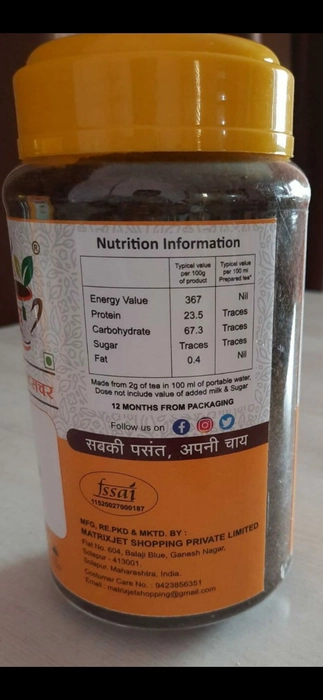 ®
Nutrition Information
Typical value per 100g of product
Typical value per 100 ml Prepared tea*
Energy Value 367 Nil
Protein 23.5 Traces
Carbohydrate 67.3 Traces
Sugar Traces Traces
Fat 0.4 Nil
Made from 2g of tea in 100 ml of portable water,
Dose not include value of added milk & Sugar
12 MONTHS FROM PACKAGING
Follow us on
सबकी पसंत, अपनी चाय
fssai
11520027000187
MFG, RE.PKD & MKTD. BY :
MATRIXJET SHOPPING PRIVATE LIMITED
Flat No. 604, Balaji Blue, Ganesh Nagar,
Solapur - 413001.
Solapur, Maharashtra, India.
Customer Care No. : 9423856351
Email : matrixjetshopping@gmail.com